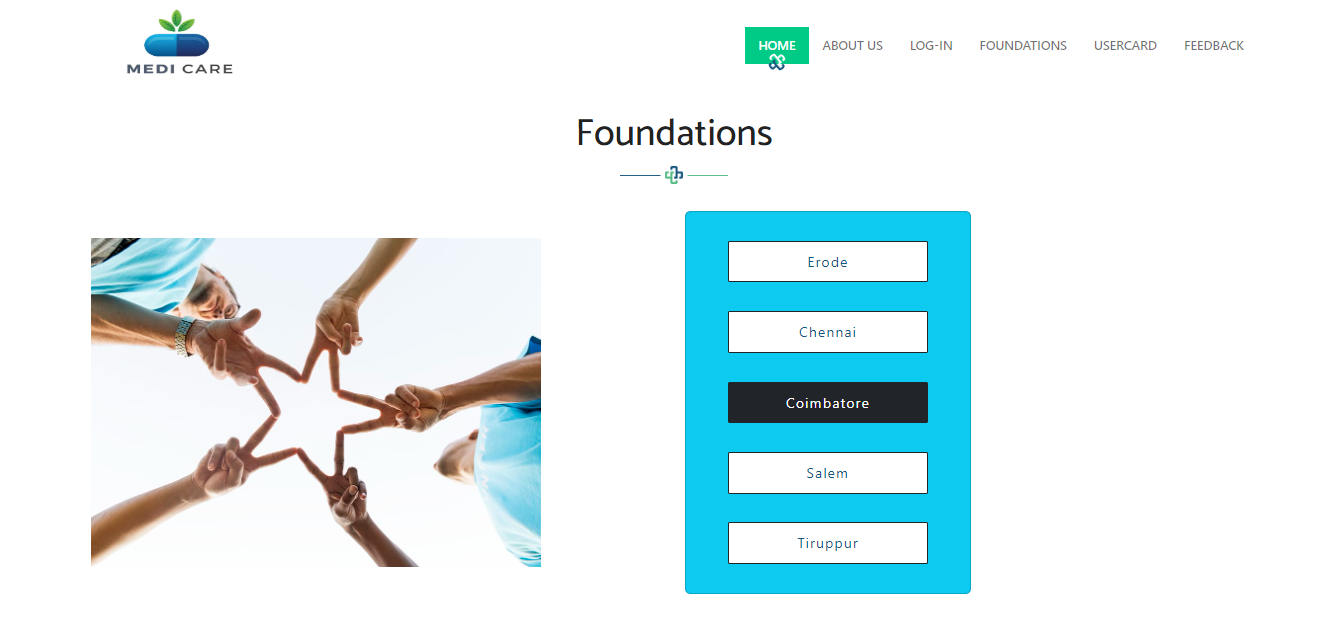 MEDI CARE
HOME ABOUT US LOG-IN FOUNDATIONS USERCARD FEEDBACK
Foundations
Erode
Chennai
Coimbatore
Salem
Tiruppur